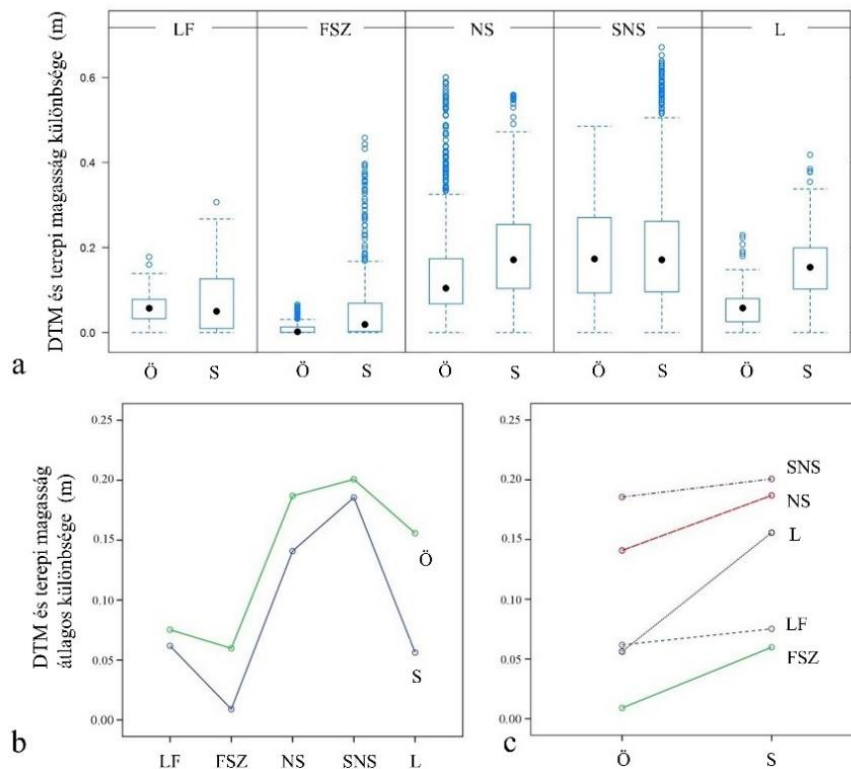 LF FSZ NS SNS L
DTM és terepi magasság különbsége (m)
0.6
0.4
0.2
0.0
a
Ö S Ö S Ö S Ö S Ö S
DTM és terepi magasság
átlagos különbsége (m)
0.25
0.20
0.15
0.10
0.05
0.00
Ö
S
b
LF FSZ NS SNS L
0.25
0.20
0.15
0.10
0.05
0.00
SNS
NS
L
LF
FSZ
c
Ö S